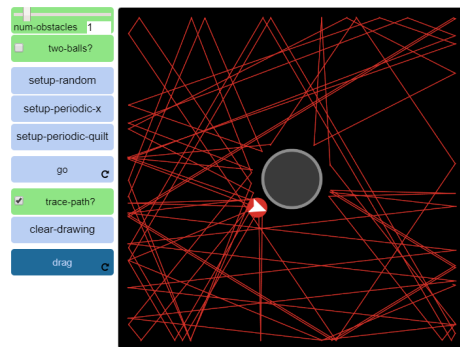 num-obstacles 1
two-balls?
setup-random
setup-periodic-x
setup-periodic-quilt
go
trace-path?
clear-drawing
drag